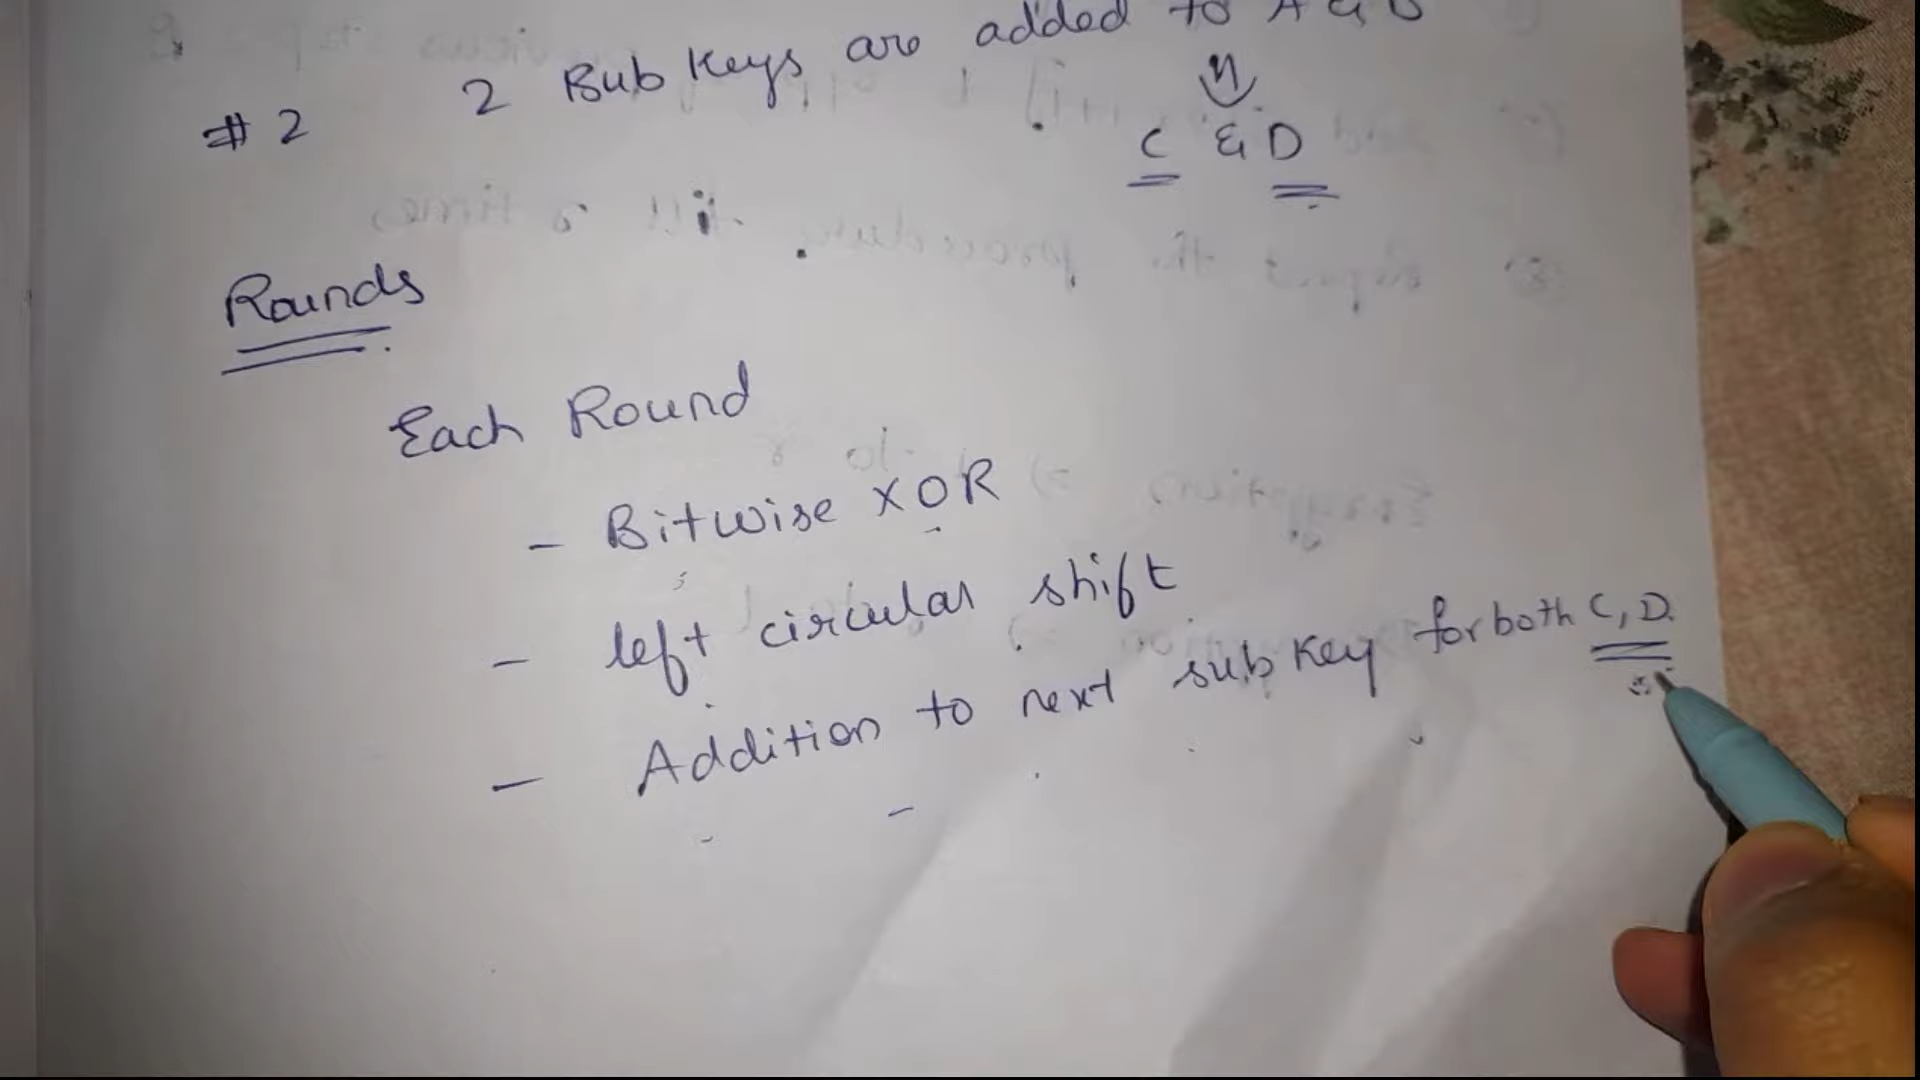 # 2 2 Sub Keys are added to A & B
C & D
Rounds
Each Round
- Bitwise XOR
- left circular shift
- Addition to next sub Key for both C, D.